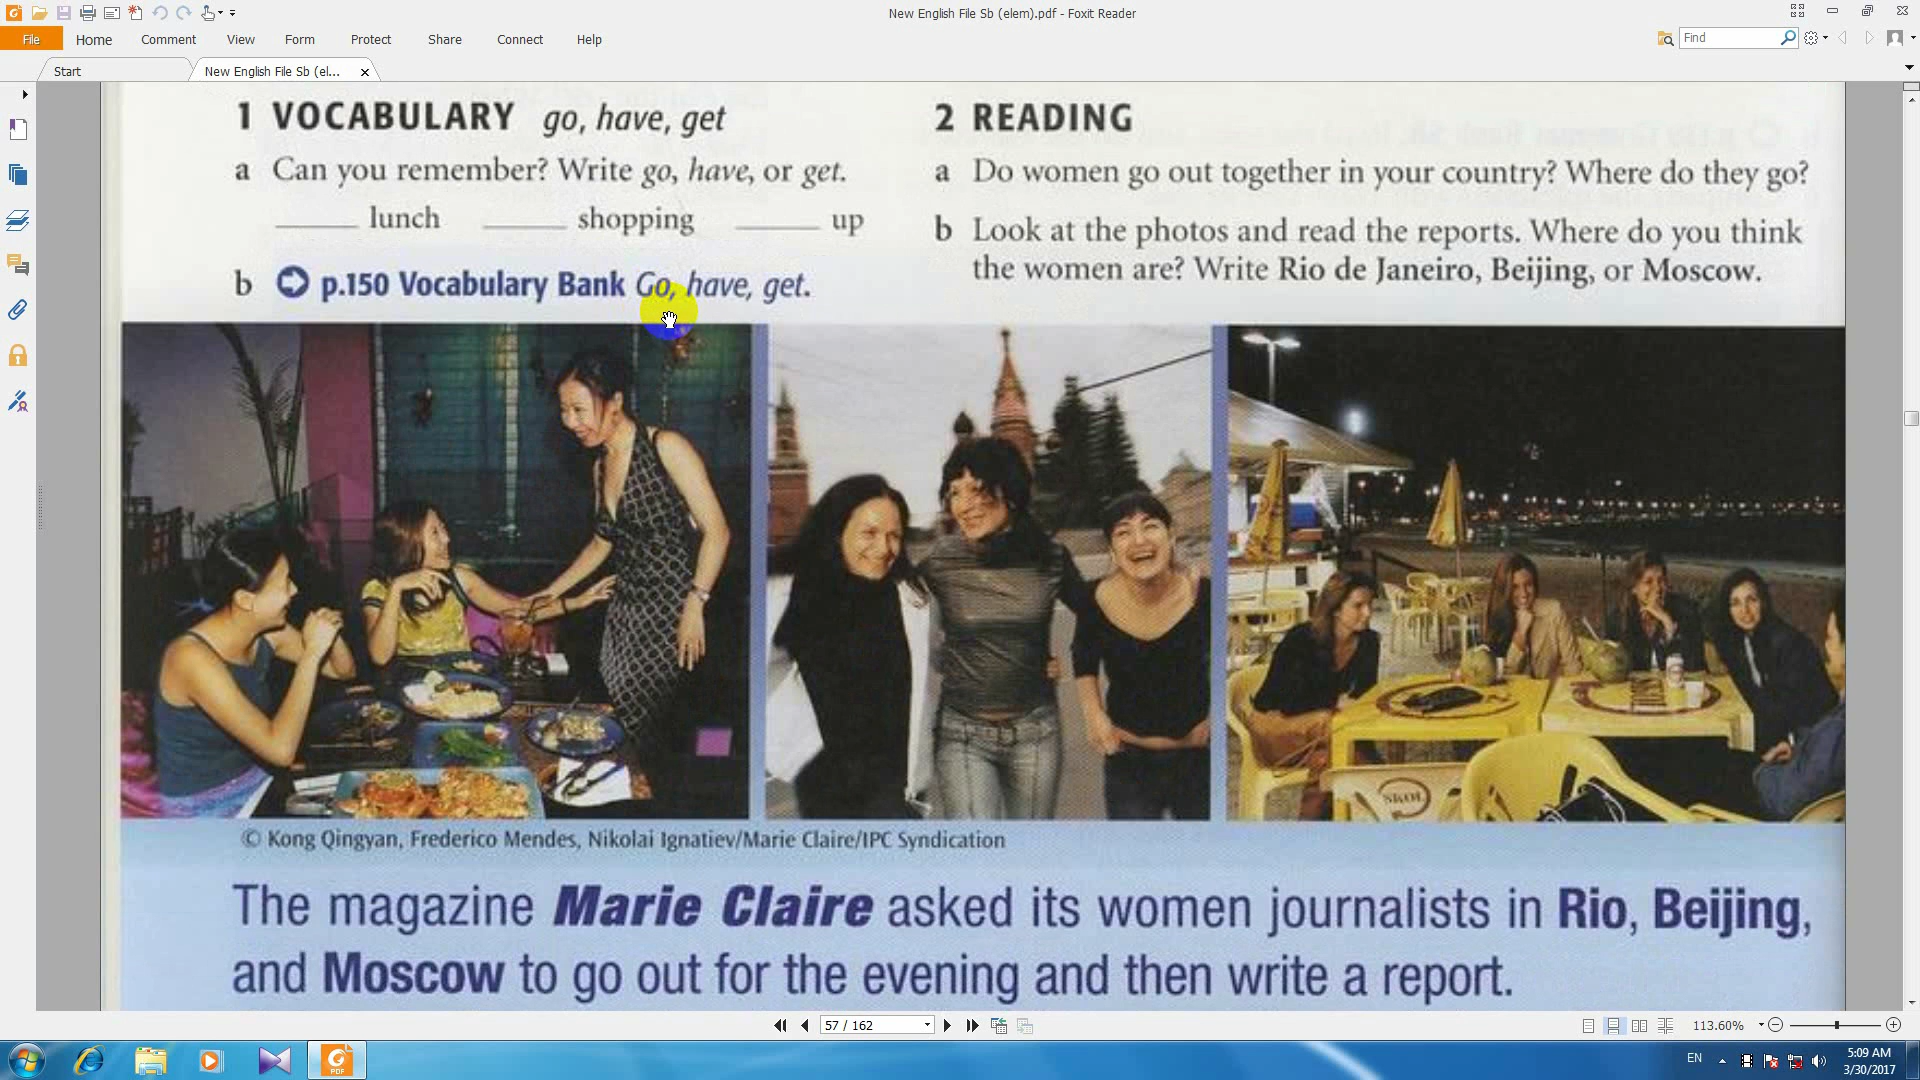 New English File Sb (elem).pdf - Foxit Reader
File Home Comment View Form Protect Share Connect Help
Find
Start
New English File Sb (el...
1 VOCABULARY go, have, get
a Can you remember? Write go, have, or get.
_____ lunch _____ shopping _____ up
b p.150 Vocabulary Bank Go, have, get.
2 READING
a Do women go out together in your country? Where do they go?
b Look at the photos and read the reports. Where do you think
the women are? Write Rio de Janeiro, Beijing, or Moscow.
SKOL
© Kong Qingyan, Frederico Mendes, Nikolai Ignatiev/Marie Claire/IPC Syndication
The magazine Marie Claire asked its women journalists in Rio, Beijing,
and Moscow to go out for the evening and then write a report.
57 / 162
113.60%
PDF
EN
5:09 AM
3/30/2017